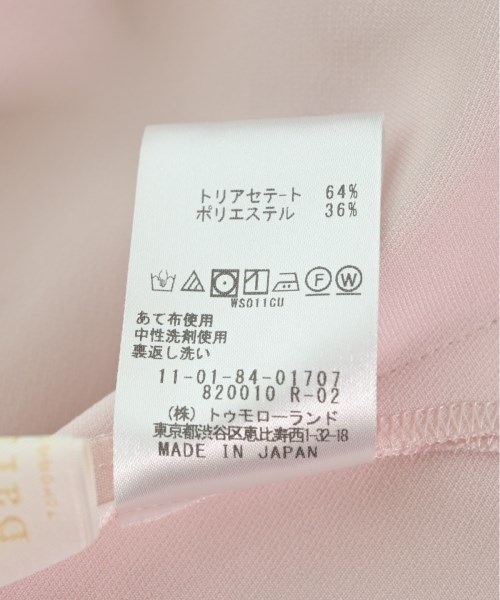 トリアセテート 64%
ポリエステル 36%
F W
WS011CU
あて布使用
中性洗剤使用
裏返し洗い
11-01-84-01707
820010 R-02
(株) トゥモローランド
東京都渋谷区恵比寿西1-32-18
MADE IN JAPAN